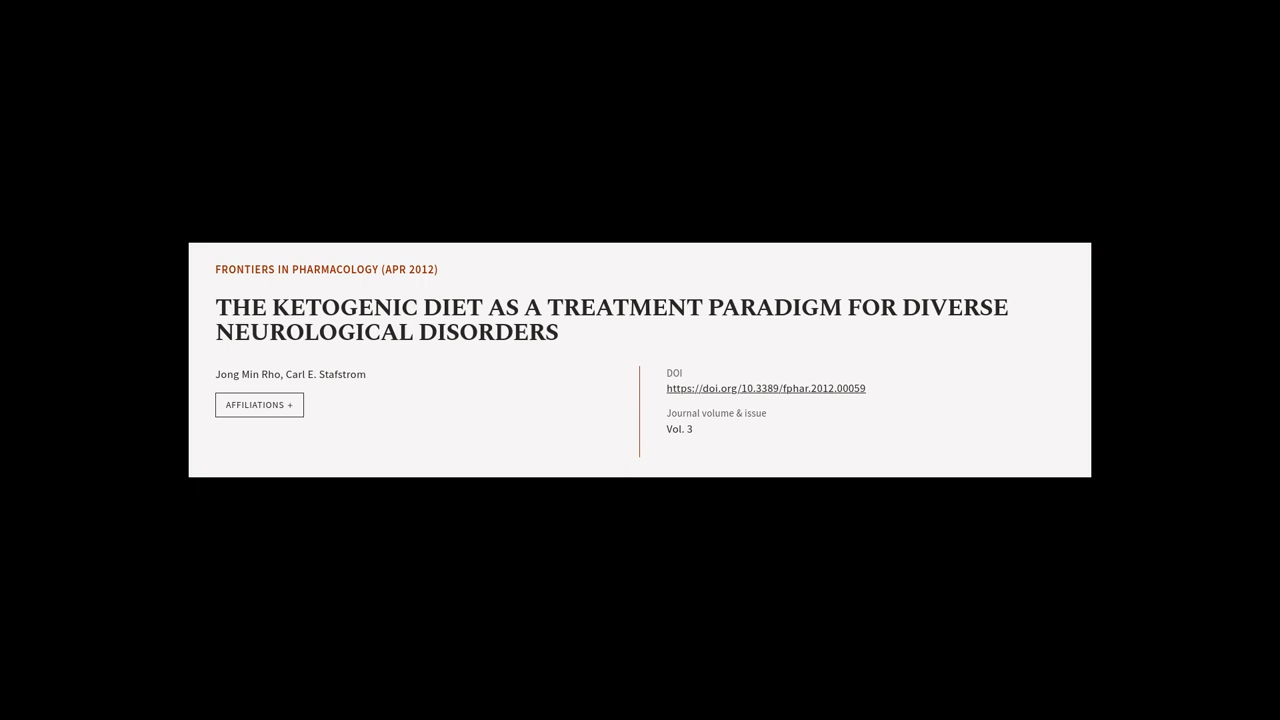 FRONTIERS IN PHARMACOLOGY (APR 2012)
THE KETOGENIC DIET AS A TREATMENT PARADIGM FOR DIVERSE
NEUROLOGICAL DISORDERS
Jong Min Rho, Carl E. Stafstrom
AFFILIATIONS +
DOI
https://doi.org/10.3389/fphar.2012.00059
Journal volume & issue
Vol. 3